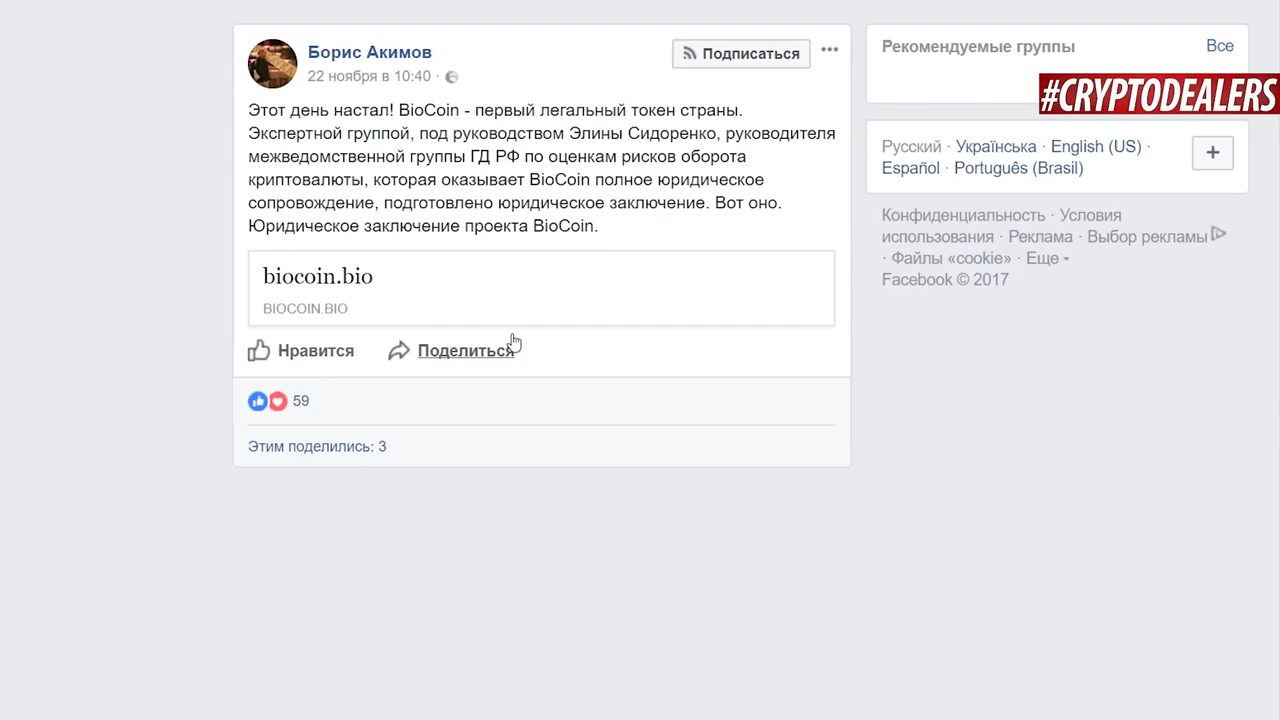 Борис Акимов
22 ноября в 10:40 ·
Подписаться
Этот день настал! BioCoin - первый легальный токен страны.
Экспертной группой, под руководством Элины Сидоренко, руководителя
межведомственной группы ГД РФ по оценкам рисков оборота
криптовалюты, которая оказывает BioCoin полное юридическое
сопровождение, подготовлено юридическое заключение. Вот оно.
Юридическое заключение проекта BioCoin.
biocoin.bio
BIOCOIN.BIO
Нравится Поделиться
59
Этим поделились: 3
Рекомендуемые группы Все
#CRYPTODEALERS
Русский · Українська · English (US) ·
Español · Português (Brasil)
Конфиденциальность · Условия
использования · Реклама · Выбор рекламы
· Файлы «cookie» · Еще
Facebook © 2017